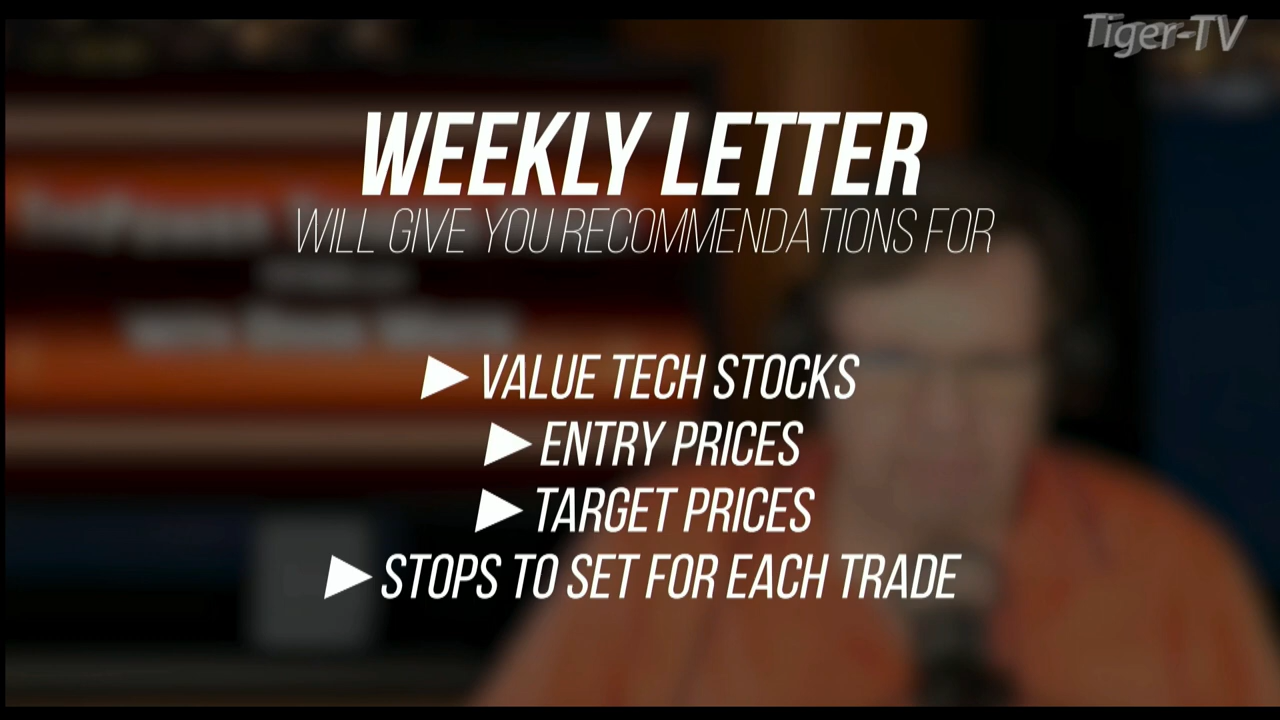 Tiger-TV
WEEKLY LETTER
WILL GIVE YOU RECOMMENDATIONS FOR
▶ VALUE TECH STOCKS
▶ ENTRY PRICES
▶ TARGET PRICES
▶ STOPS TO SET FOR EACH TRADE